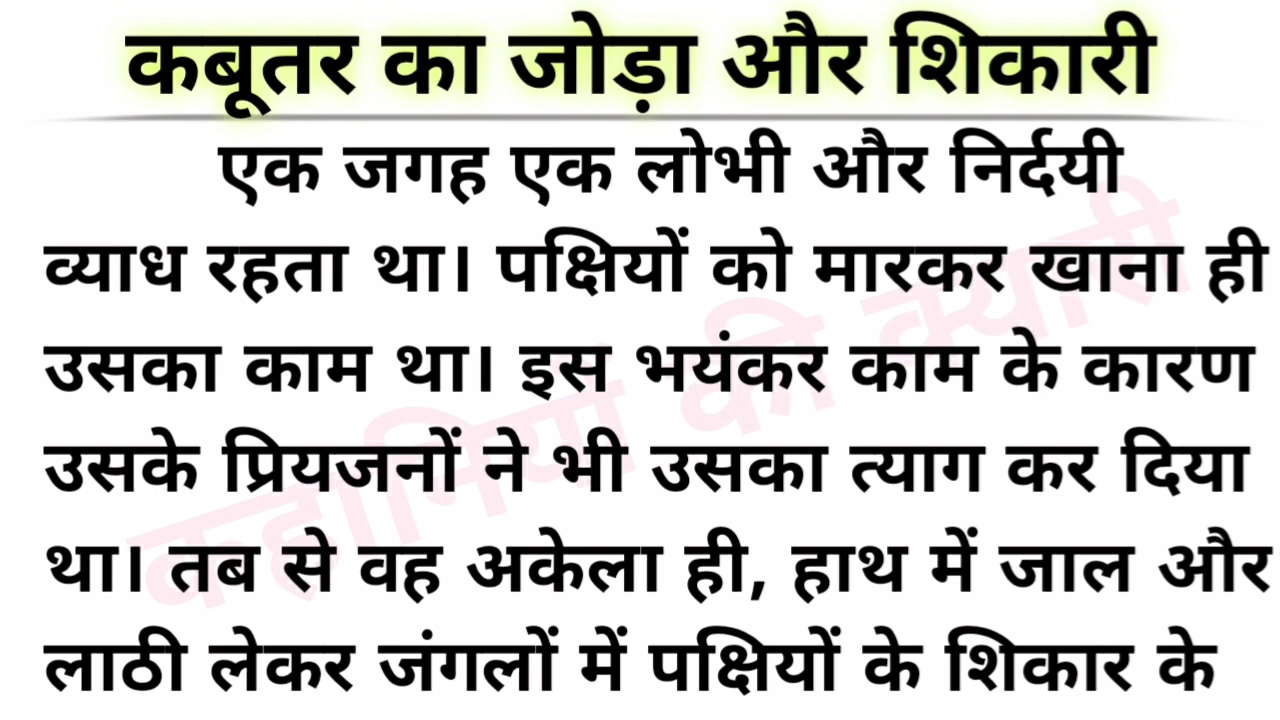 कबूतर का जोड़ा और शिकारी
एक जगह एक लोभी और निर्दयी
व्याध रहता था। पक्षियों को मारकर खाना ही
उसका काम था। इस भयंकर काम के कारण
उसके प्रियजनों ने भी उसका त्याग कर दिया
था। तब से वह अकेला ही, हाथ में जाल और
लाठी लेकर जंगलों में पक्षियों के शिकार के
कहानियों की क्यारी